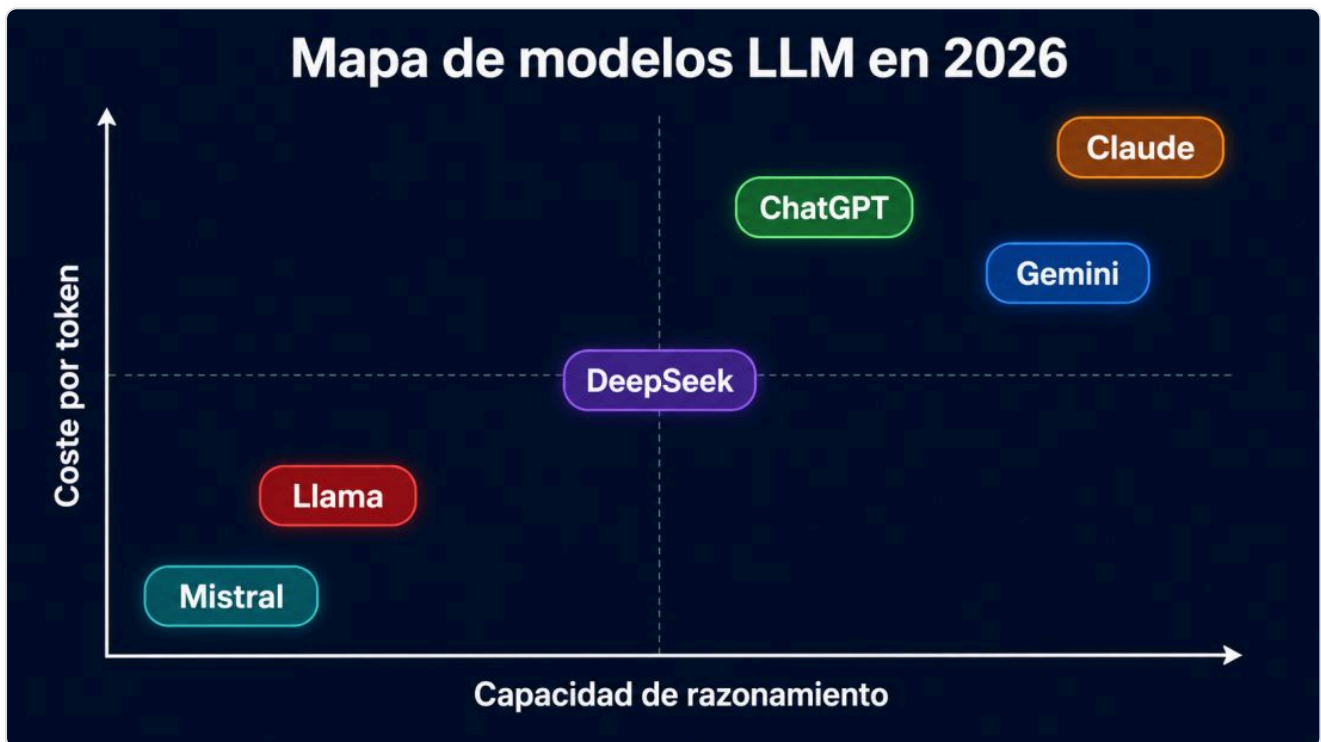 Mapa de modelos LLM en 2026
Claude
ChatGPT
Gemini
DeepSeek
Llama
Mistral
Coste por token
Capacidad de razonamiento